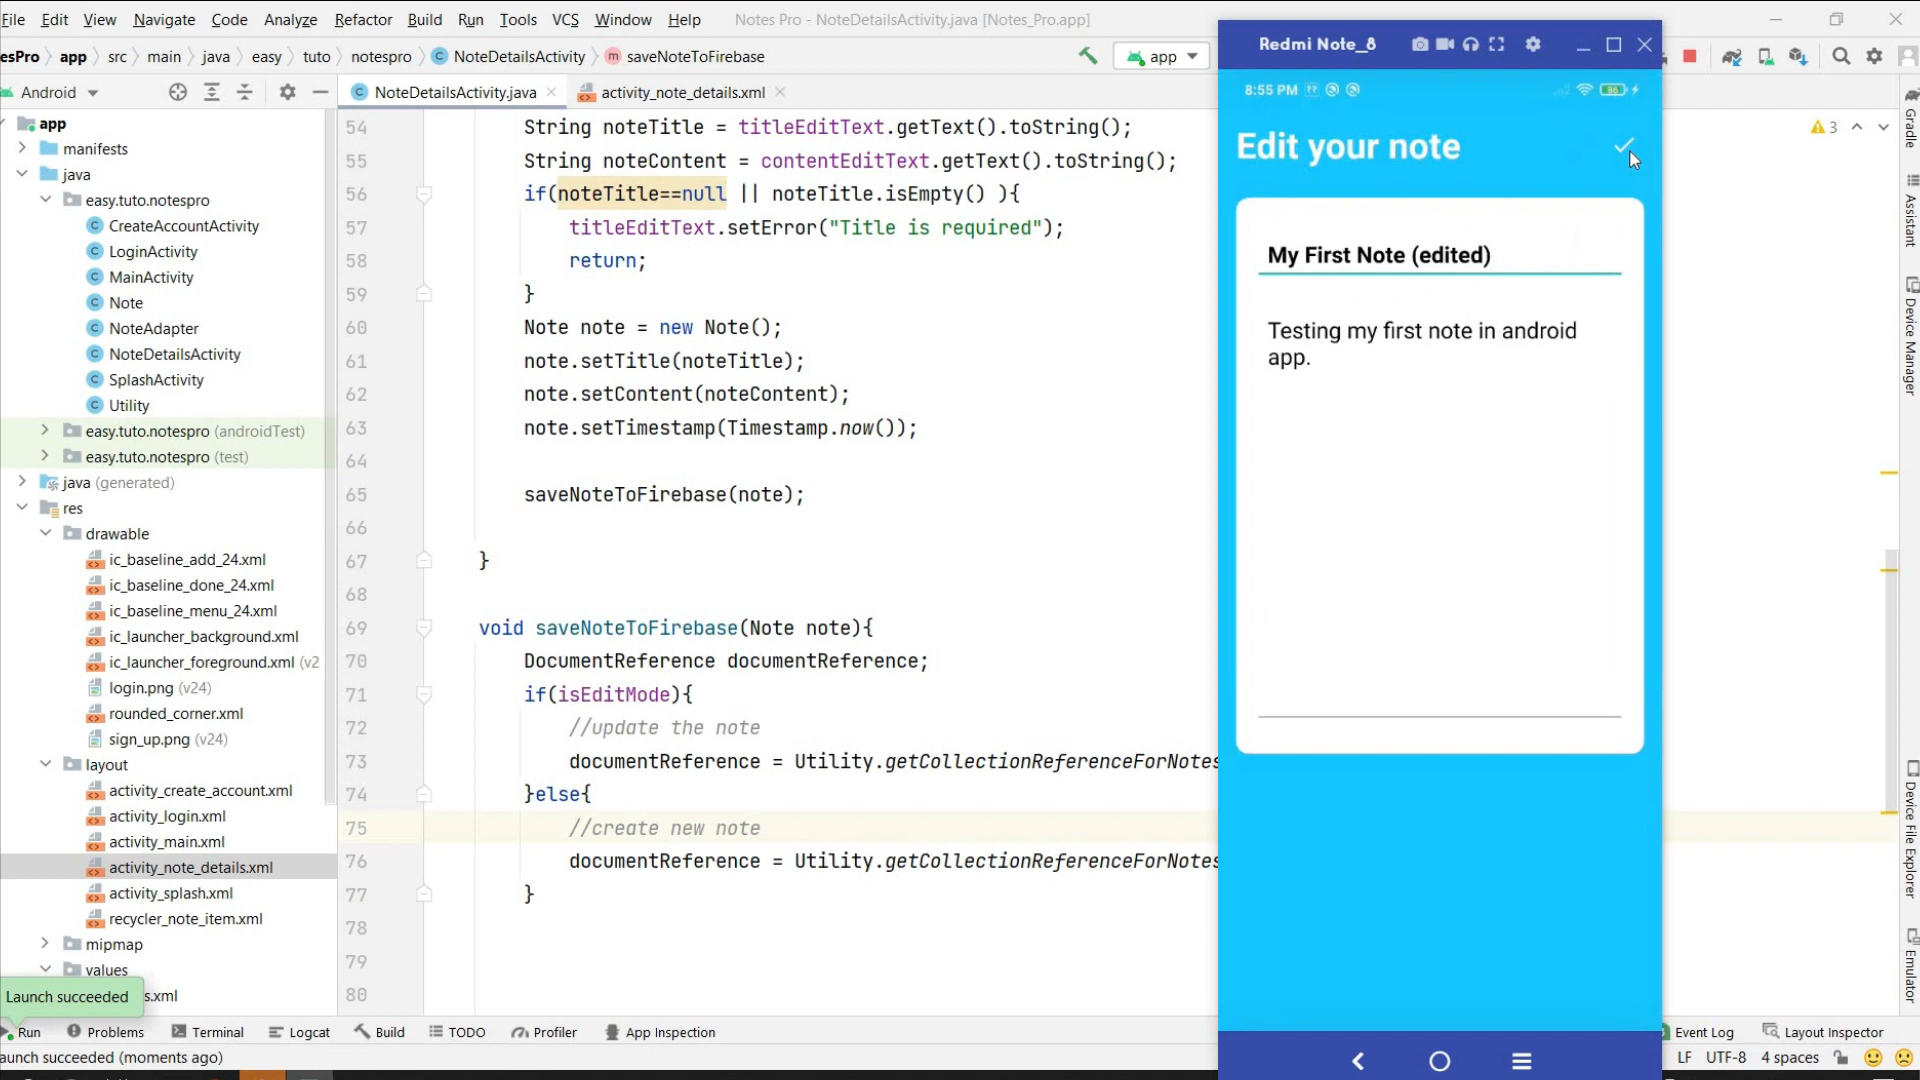 File Edit View Navigate Code Analyze Refactor Build Run Tools VCS Window Help Notes Pro - NoteDetailsActivity.java [Notes_Pro.app]
esPro app src main java easy tuto notespro NoteDetailsActivity saveNoteToFirebase app
Android
NoteDetailsActivity.java activity_note_details.xml
app
manifests
java
easy.tuto.notespro
CreateAccountActivity
LoginActivity
MainActivity
Note
NoteAdapter
NoteDetailsActivity
SplashActivity
Utility
easy.tuto.notespro (androidTest)
easy.tuto.notespro (test)
java (generated)
res
drawable
ic_baseline_add_24.xml
ic_baseline_done_24.xml
ic_baseline_menu_24.xml
ic_launcher_background.xml
ic_launcher_foreground.xml (v2
login.png (v24)
rounded_corner.xml
sign_up.png (v24)
layout
activity_create_account.xml
activity_login.xml
activity_main.xml
activity_note_details.xml
activity_splash.xml
recycler_note_item.xml
mipmap
values
s.xml
Launch succeeded
54 String noteTitle = titleEditText.getText().toString();
55 String noteContent = contentEditText.getText().toString();
56 if(noteTitle==null || noteTitle.isEmpty() ){
57 titleEditText.setError("Title is required");
58 return;
59 }
60 Note note = new Note();
61 note.setTitle(noteTitle);
62 note.setContent(noteContent);
63 note.setTimestamp(Timestamp.now());
64
65 saveNoteToFirebase(note);
66
67 }
68
69 void saveNoteToFirebase(Note note){
70 DocumentReference documentReference;
71 if(isEditMode){
72 //update the note
73 documentReference = Utility.getCollectionReferenceForNotes
74 }else{
75 //create new note
76 documentReference = Utility.getCollectionReferenceForNotes
77 }
78
79
80
3
Redmi Note_8
8:55 PM 86
Edit your note
My First Note (edited)
Testing my first note in android
app.
Gradle
Assistant
Device Manager
Device File Explorer
Emulator
Run Problems Terminal Logcat Build TODO Profiler App Inspection Event Log Layout Inspector
aunch succeeded (moments ago) LF UTF-8 4 spaces